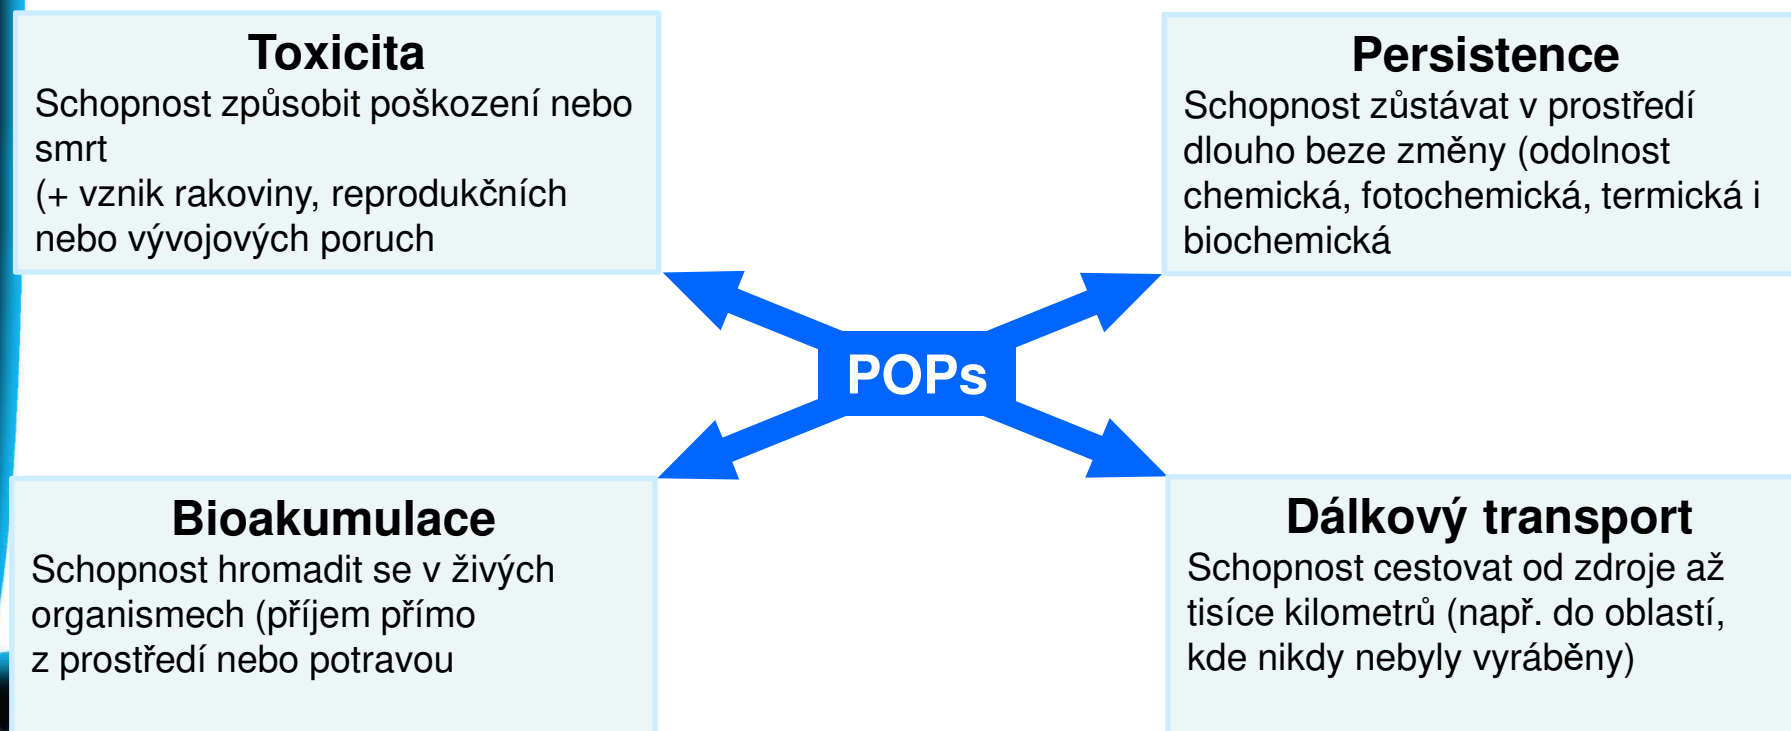 Toxicita
Schopnost způsobit poškození nebo
smrt
(+ vznik rakoviny, reprodukčních
nebo vývojových poruch
Persistence
Schopnost zůstávat v prostředí
dlouho beze změny (odolnost
chemická, fotochemická, termická i
biochemická
POPs
Bioakumulace
Schopnost hromadit se v živých
organismech (příjem přímo
z prostředí nebo potravou
Dálkový transport
Schopnost cestovat od zdroje až
tisíce kilometrů (např. do oblastí,
kde nikdy nebyly vyráběny)